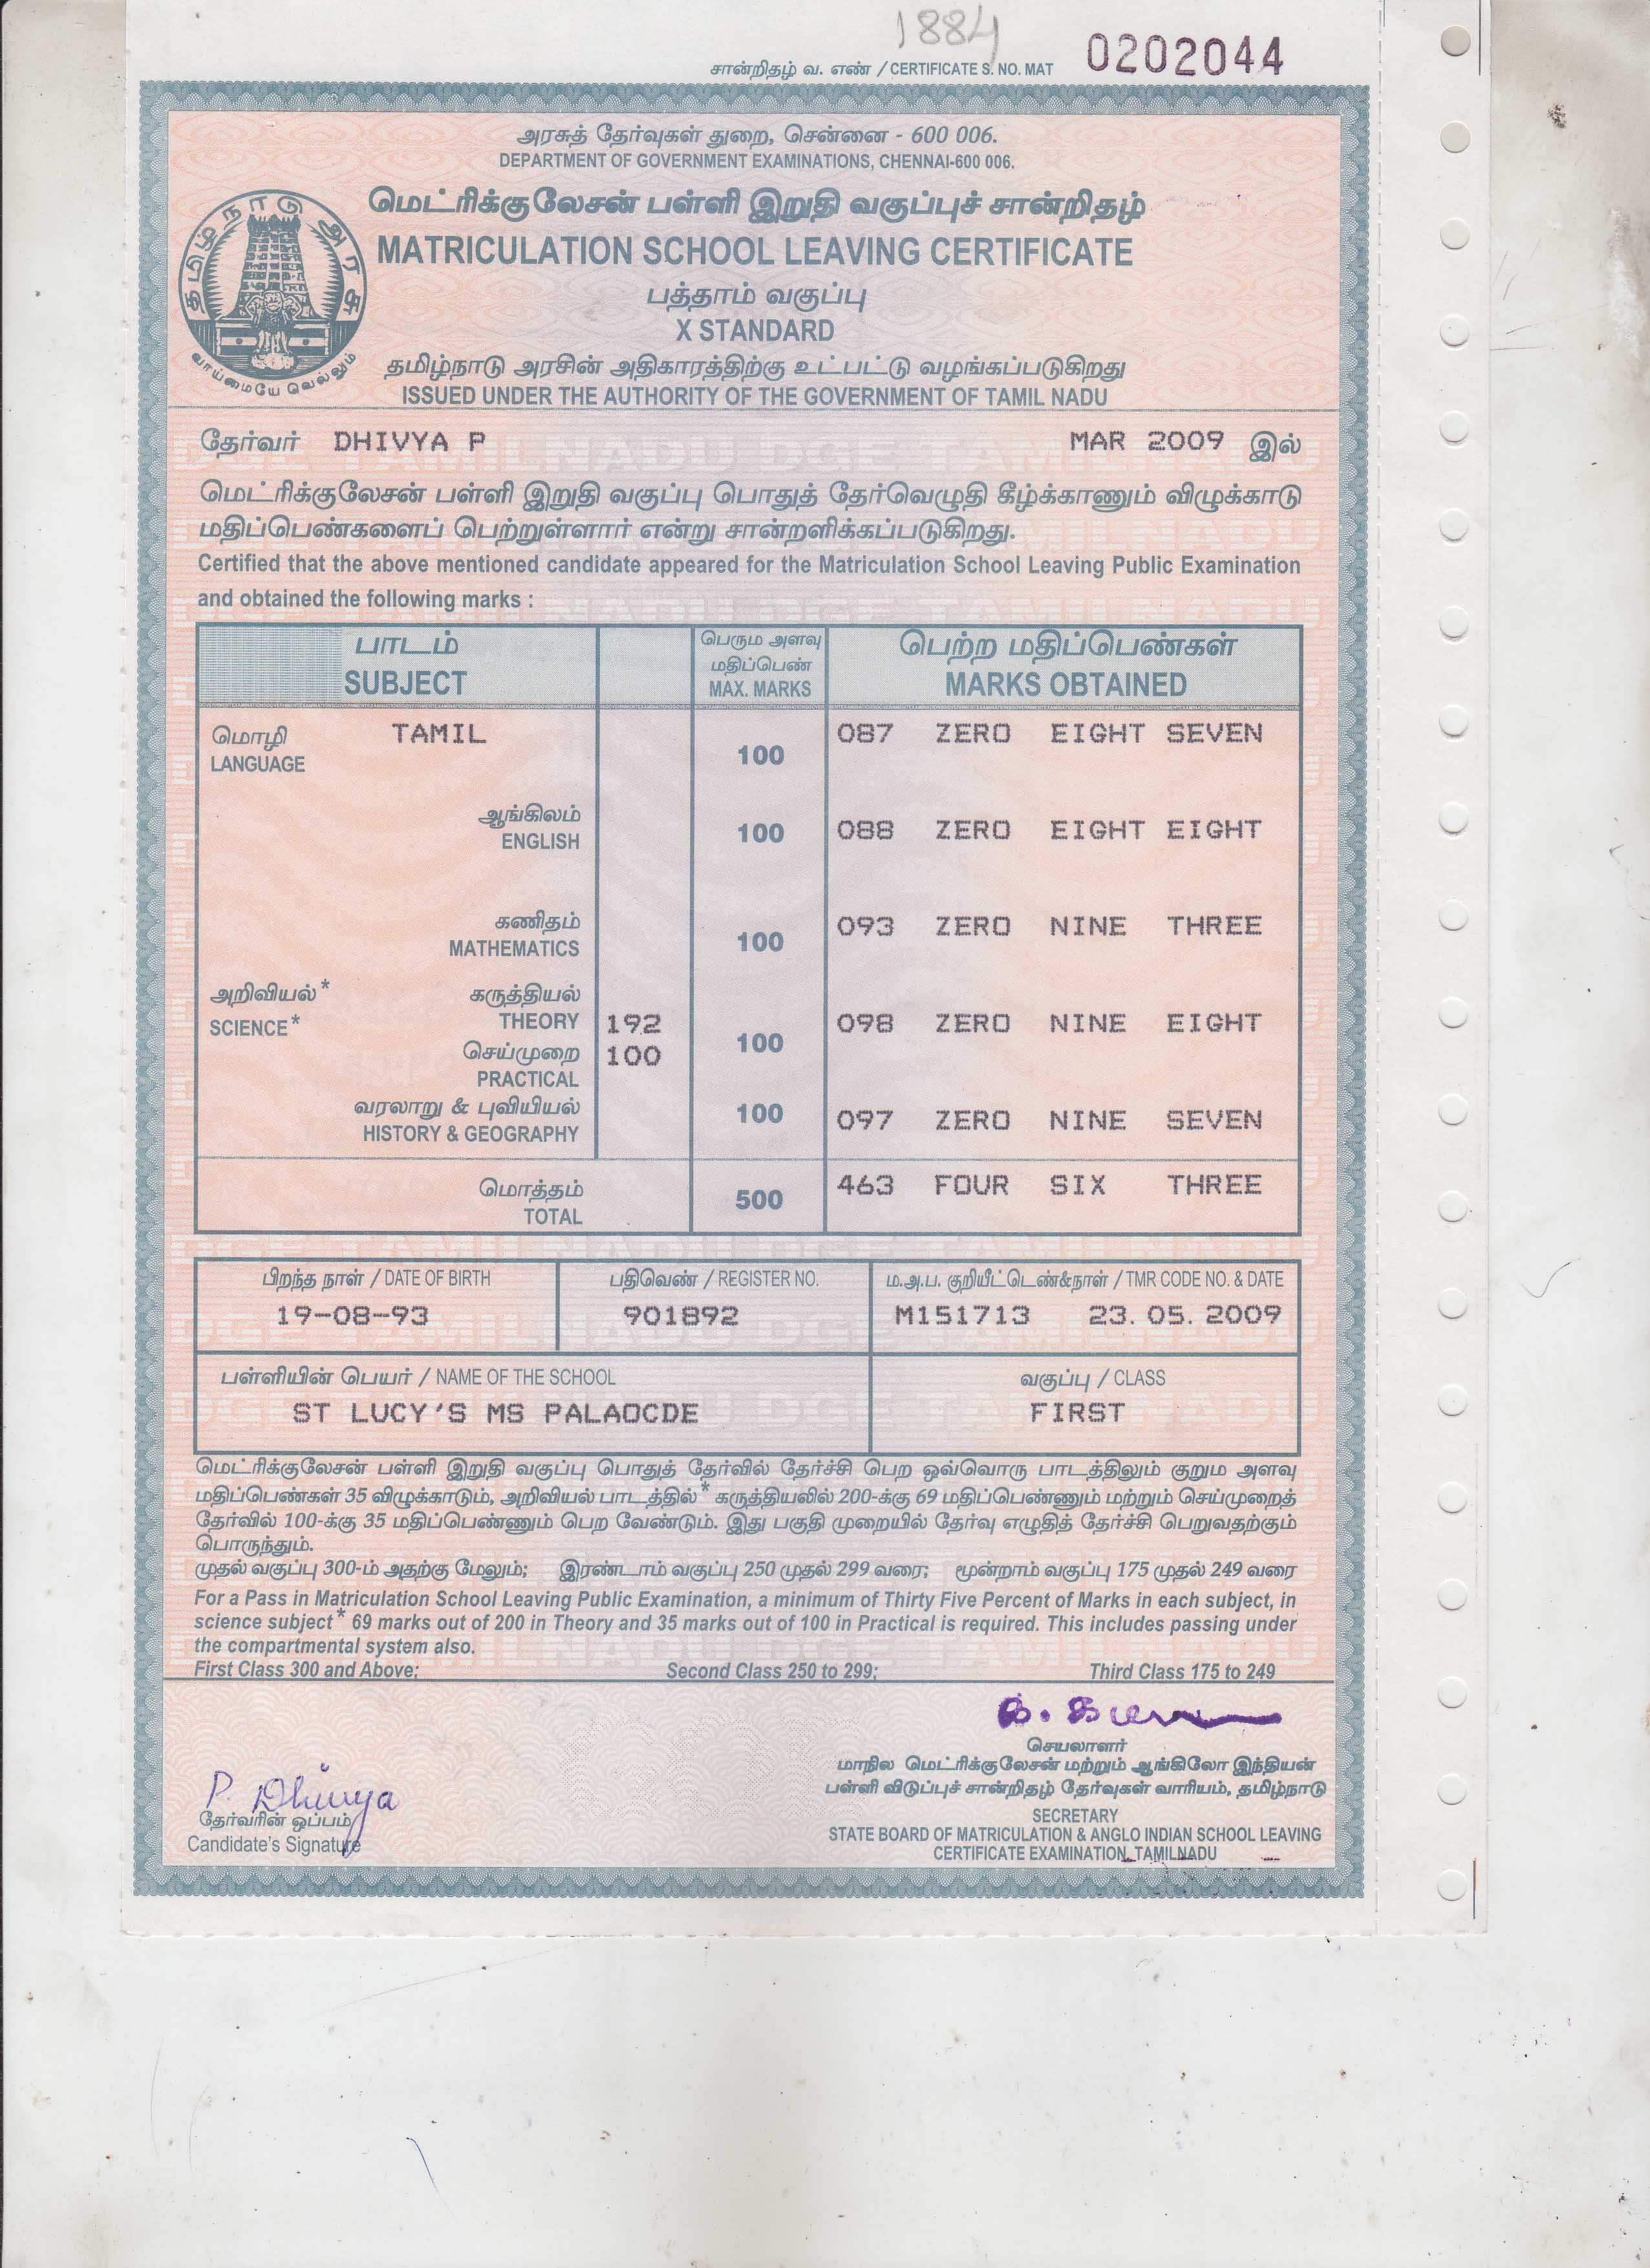 1884
சான்றிதழ் வ. எண் / CERTIFICATE S. NO. MAT 0202044
அரசுத் தேர்வுகள் துறை, சென்னை - 600 006.
DEPARTMENT OF GOVERNMENT EXAMINATIONS, CHENNAI-600 006.
தமிழ்நாடு அரசு
வாய்மையே வெல்லும்
மெட்ரிக்குலேசன் பள்ளி இறுதி வகுப்புச் சான்றிதழ்
MATRICULATION SCHOOL LEAVING CERTIFICATE
பத்தாம் வகுப்பு
X STANDARD
தமிழ்நாடு அரசின் அதிகாரத்திற்கு உட்பட்டு வழங்கப்படுகிறது
ISSUED UNDER THE AUTHORITY OF THE GOVERNMENT OF TAMIL NADU
தேர்வர் DHIVYA P MAR 2009 இல்
மெட்ரிக்குலேசன் பள்ளி இறுதி வகுப்பு பொதுத் தேர்வெழுதி கீழ்க்காணும் விழுக்காடு
மதிப்பெண்களைப் பெற்றுள்ளார் என்று சான்றளிக்கப்படுகிறது.
Certified that the above mentioned candidate appeared for the Matriculation School Leaving Public Examination
and obtained the following marks :
பாடம் பெரும அளவு மதிப்பெண் பெற்ற மதிப்பெண்கள்
SUBJECT MAX. MARKS MARKS OBTAINED
மொழி TAMIL 087 ZERO EIGHT SEVEN
LANGUAGE 100
ஆங்கிலம்
ENGLISH 100 088 ZERO EIGHT EIGHT
கணிதம் 093 ZERO NINE THREE
MATHEMATICS 100
அறிவியல்* கருத்தியல்
SCIENCE* THEORY 192 098 ZERO NINE EIGHT
செய்முறை 100 100
PRACTICAL
வரலாறு & புவியியல் 100 097 ZERO NINE SEVEN
HISTORY & GEOGRAPHY
மொத்தம் 463 FOUR SIX THREE
TOTAL 500
பிறந்த நாள் / DATE OF BIRTH பதிவெண் / REGISTER NO. ம.அ.ப. குறியீட்டெண்&நாள் / TMR CODE NO. & DATE
19-08-93 901892 M151713 23.05.2009
பள்ளியின் பெயர் / NAME OF THE SCHOOL வகுப்பு / CLASS
ST LUCY'S MS PALAOCDE FIRST
மெட்ரிக்குலேசன் பள்ளி இறுதி வகுப்பு பொதுத் தேர்வில் தேர்ச்சி பெற ஒவ்வொரு பாடத்திலும் குறும அளவு
மதிப்பெண்கள் 35 விழுக்காடும், அறிவியல் பாடத்தில்* கருத்தியலில் 200-க்கு 69 மதிப்பெண்ணும் மற்றும் செய்முறைத்
தேர்வில் 100-க்கு 35 மதிப்பெண்ணும் பெற வேண்டும். இது பகுதி முறையில் தேர்வு எழுதித் தேர்ச்சி பெறுவதற்கும்
பொருந்தும்.
முதல் வகுப்பு 300-ம் அதற்கு மேலும்; இரண்டாம் வகுப்பு 250 முதல் 299 வரை; மூன்றாம் வகுப்பு 175 முதல் 249 வரை
For a Pass in Matriculation School Leaving Public Examination, a minimum of Thirty Five Percent of Marks in each subject, in
science subject* 69 marks out of 200 in Theory and 35 marks out of 100 in Practical is required. This includes passing under
the compartmental system also.
First Class 300 and Above; Second Class 250 to 299; Third Class 175 to 249
செயலாளர்
மாநில மெட்ரிக்குலேசன் மற்றும் ஆங்கிலோ இந்தியன்
பள்ளி விடுப்புச் சான்றிதழ் தேர்வுகள் வாரியம், தமிழ்நாடு
SECRETARY
STATE BOARD OF MATRICULATION & ANGLO INDIAN SCHOOL LEAVING
CERTIFICATE EXAMINATION, TAMILNADU
P. Dhivya
தேர்வரின் ஒப்பம்
Candidate's Signature